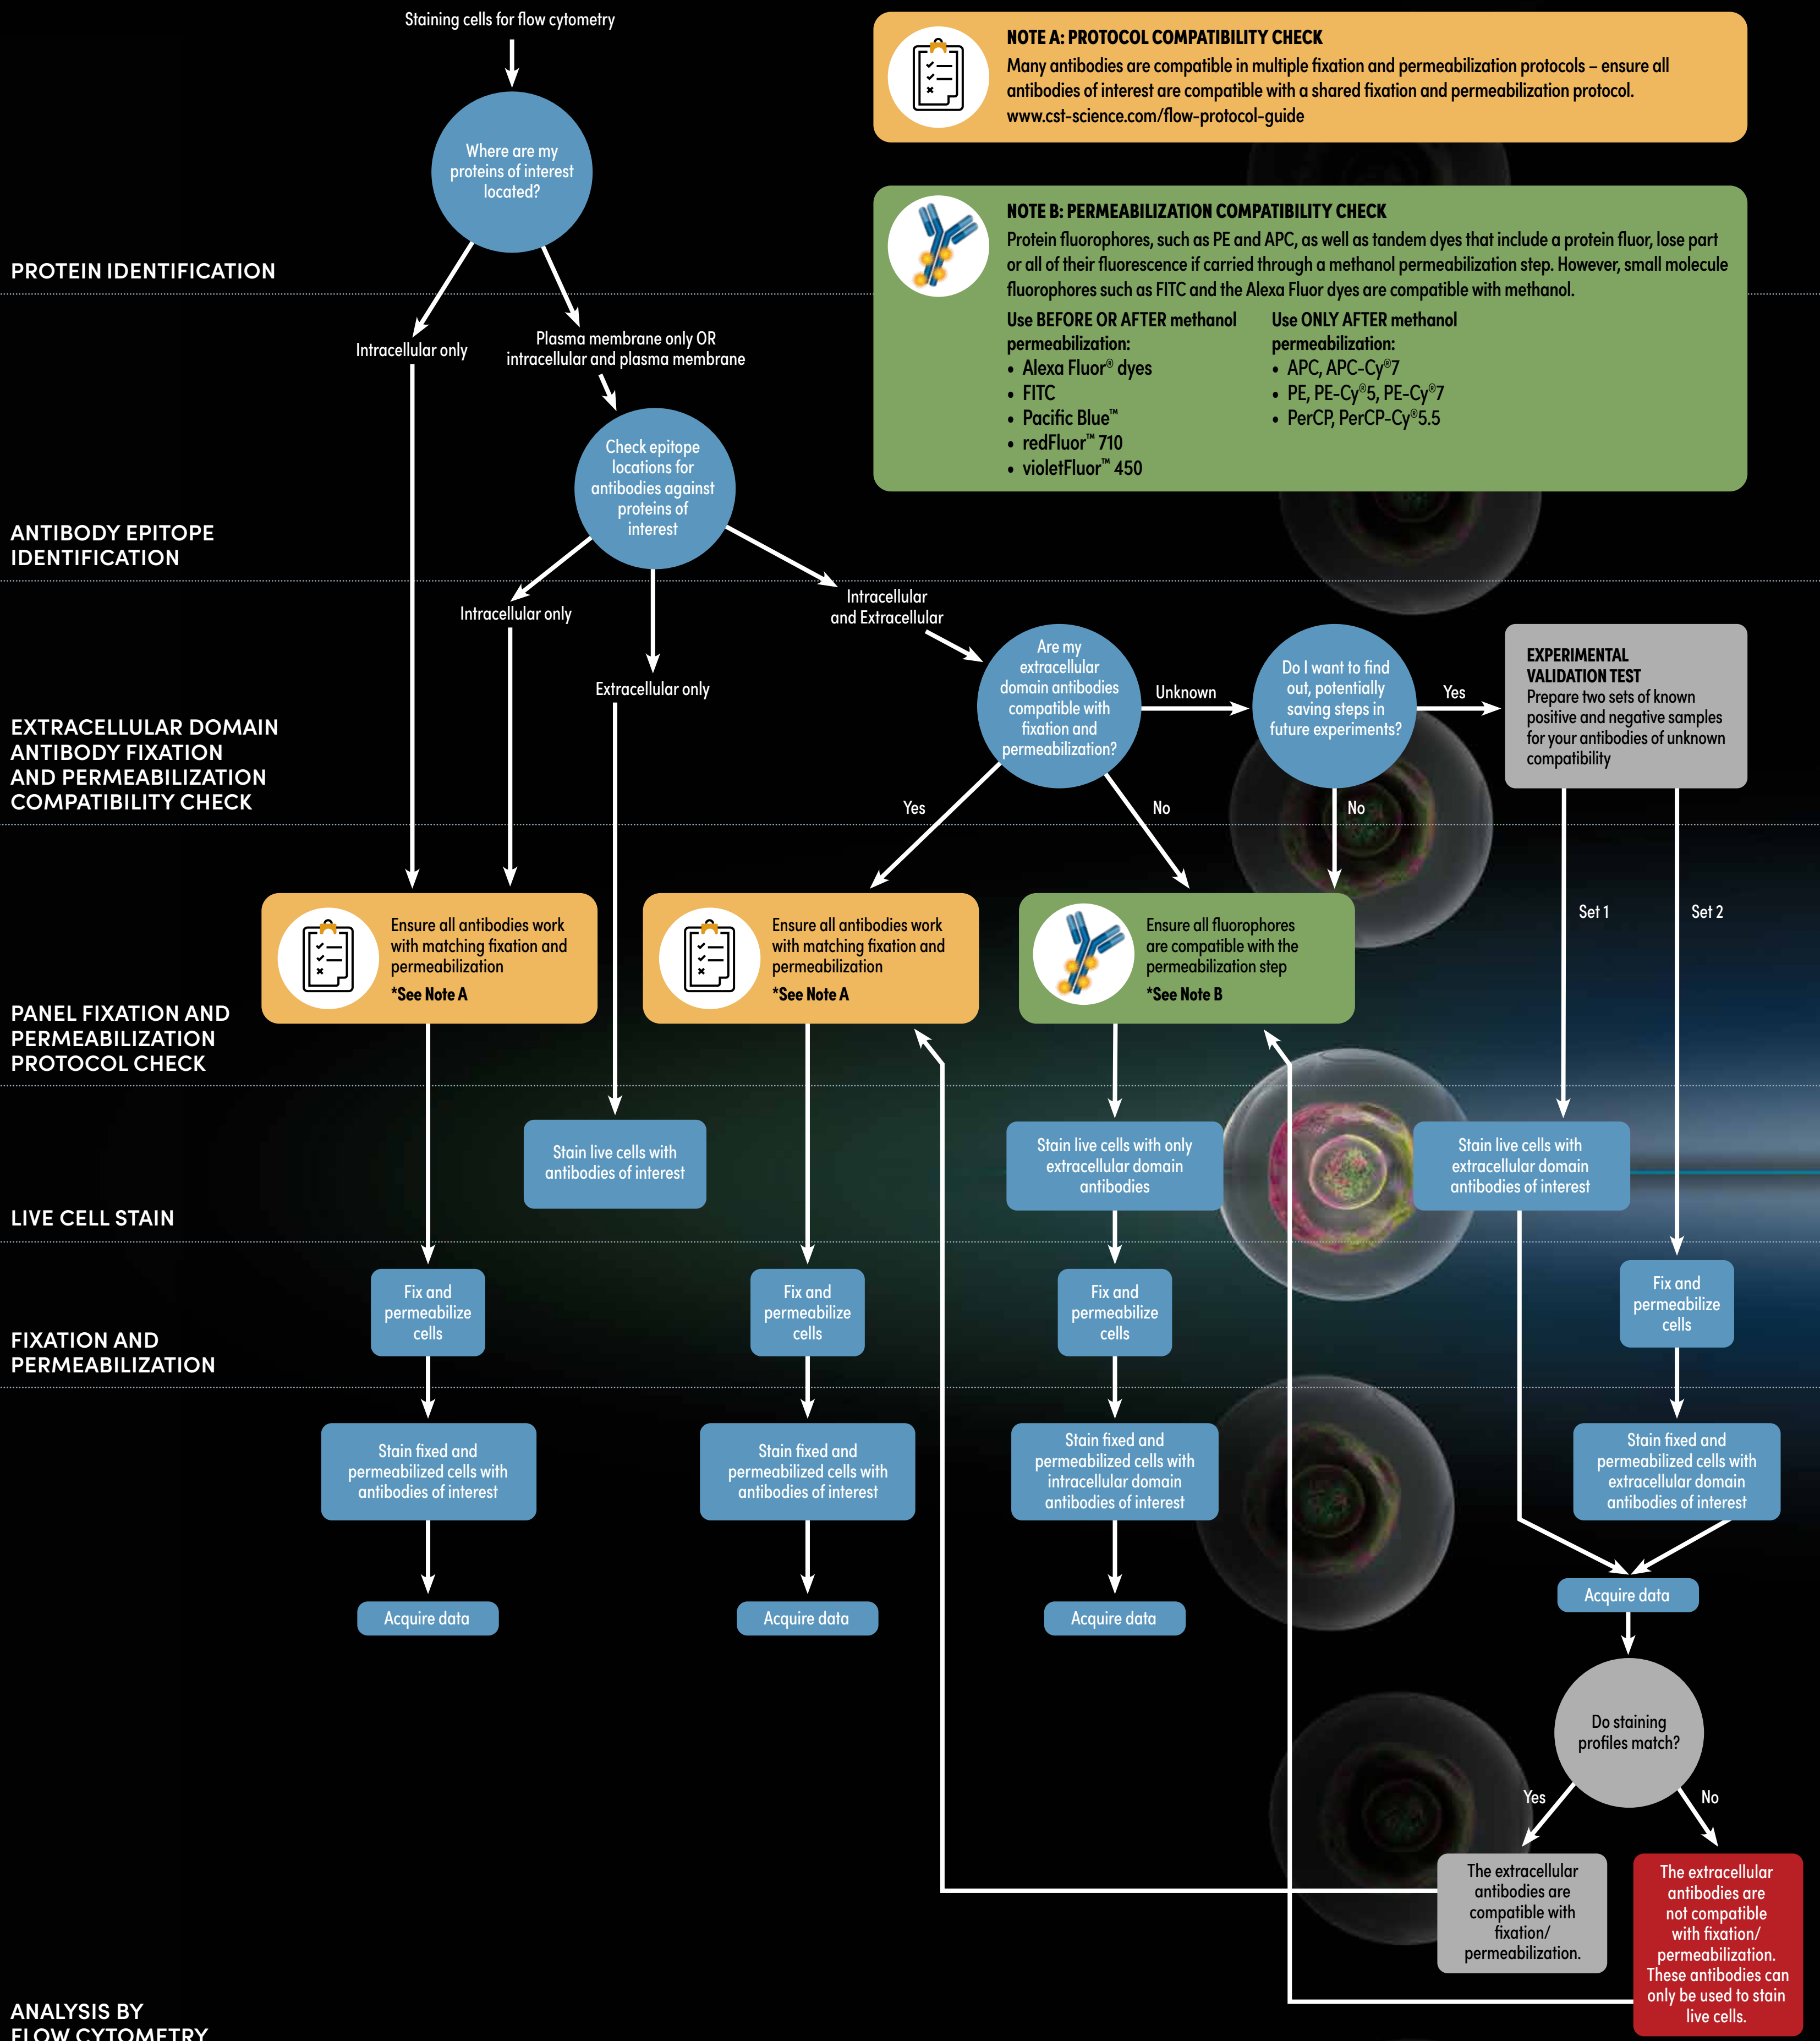 Staining cells for flow cytometry
NOTE A: PROTOCOL COMPATIBILITY CHECK
Many antibodies are compatible in multiple fixation and permeabilization protocols – ensure all
antibodies of interest are compatible with a shared fixation and permeabilization protocol.
www.cst-science.com/flow-protocol-guide
Where are my
proteins of interest
located?
NOTE B: PERMEABILIZATION COMPATIBILITY CHECK
Protein fluorophores, such as PE and APC, as well as tandem dyes that include a protein fluor, lose part
or all of their fluorescence if carried through a methanol permeabilization step. However, small molecule
fluorophores such as FITC and the Alexa Fluor dyes are compatible with methanol.
Use BEFORE OR AFTER methanol
permeabilization:
• Alexa Fluor® dyes
• FITC
• Pacific Blue™
• redFluor™ 710
• violetFluor™ 450
Use ONLY AFTER methanol
permeabilization:
• APC, APC-Cy®7
• PE, PE-Cy®5, PE-Cy®7
• PerCP, PerCP-Cy®5.5
PROTEIN IDENTIFICATION
Intracellular only
Plasma membrane only OR
intracellular and plasma membrane
Check epitope
locations for
antibodies against
proteins of
interest
ANTIBODY EPITOPE
IDENTIFICATION
Intracellular only
Extracellular only
Intracellular
and Extracellular
Are my
extracellular
domain antibodies
compatible with
fixation and
permeabilization?
Unknown
Do I want to find
out, potentially
saving steps in
future experiments?
Yes
EXPERIMENTAL
VALIDATION TEST
Prepare two sets of known
positive and negative samples
for your antibodies of unknown
compatibility
EXTRACELLULAR DOMAIN
ANTIBODY FIXATION
AND PERMEABILIZATION
COMPATIBILITY CHECK
Yes
No
No
Set 1
Set 2
Ensure all antibodies work
with matching fixation and
permeabilization
*See Note A
Ensure all antibodies work
with matching fixation and
permeabilization
*See Note A
Ensure all fluorophores
are compatible with the
permeabilization step
*See Note B
PANEL FIXATION AND
PERMEABILIZATION
PROTOCOL CHECK
Stain live cells with
antibodies of interest
Stain live cells with only
extracellular domain
antibodies
Stain live cells with
extracellular domain
antibodies of interest
LIVE CELL STAIN
Fix and
permeabilize
cells
Fix and
permeabilize
cells
Fix and
permeabilize
cells
Fix and
permeabilize
cells
FIXATION AND
PERMEABILIZATION
Stain fixed and
permeabilized cells with
antibodies of interest
Stain fixed and
permeabilized cells with
antibodies of interest
Stain fixed and
permeabilized cells with
intracellular domain
antibodies of interest
Stain fixed and
permeabilized cells with
extracellular domain
antibodies of interest
Acquire data
Acquire data
Acquire data
Acquire data
Do staining
profiles match?
Yes
No
The extracellular
antibodies are
compatible with
fixation/
permeabilization.
The extracellular
antibodies are
not compatible
with fixation/
permeabilization.
These antibodies can
only be used to stain
live cells.
ANALYSIS BY
FLOW CYTOMETRY